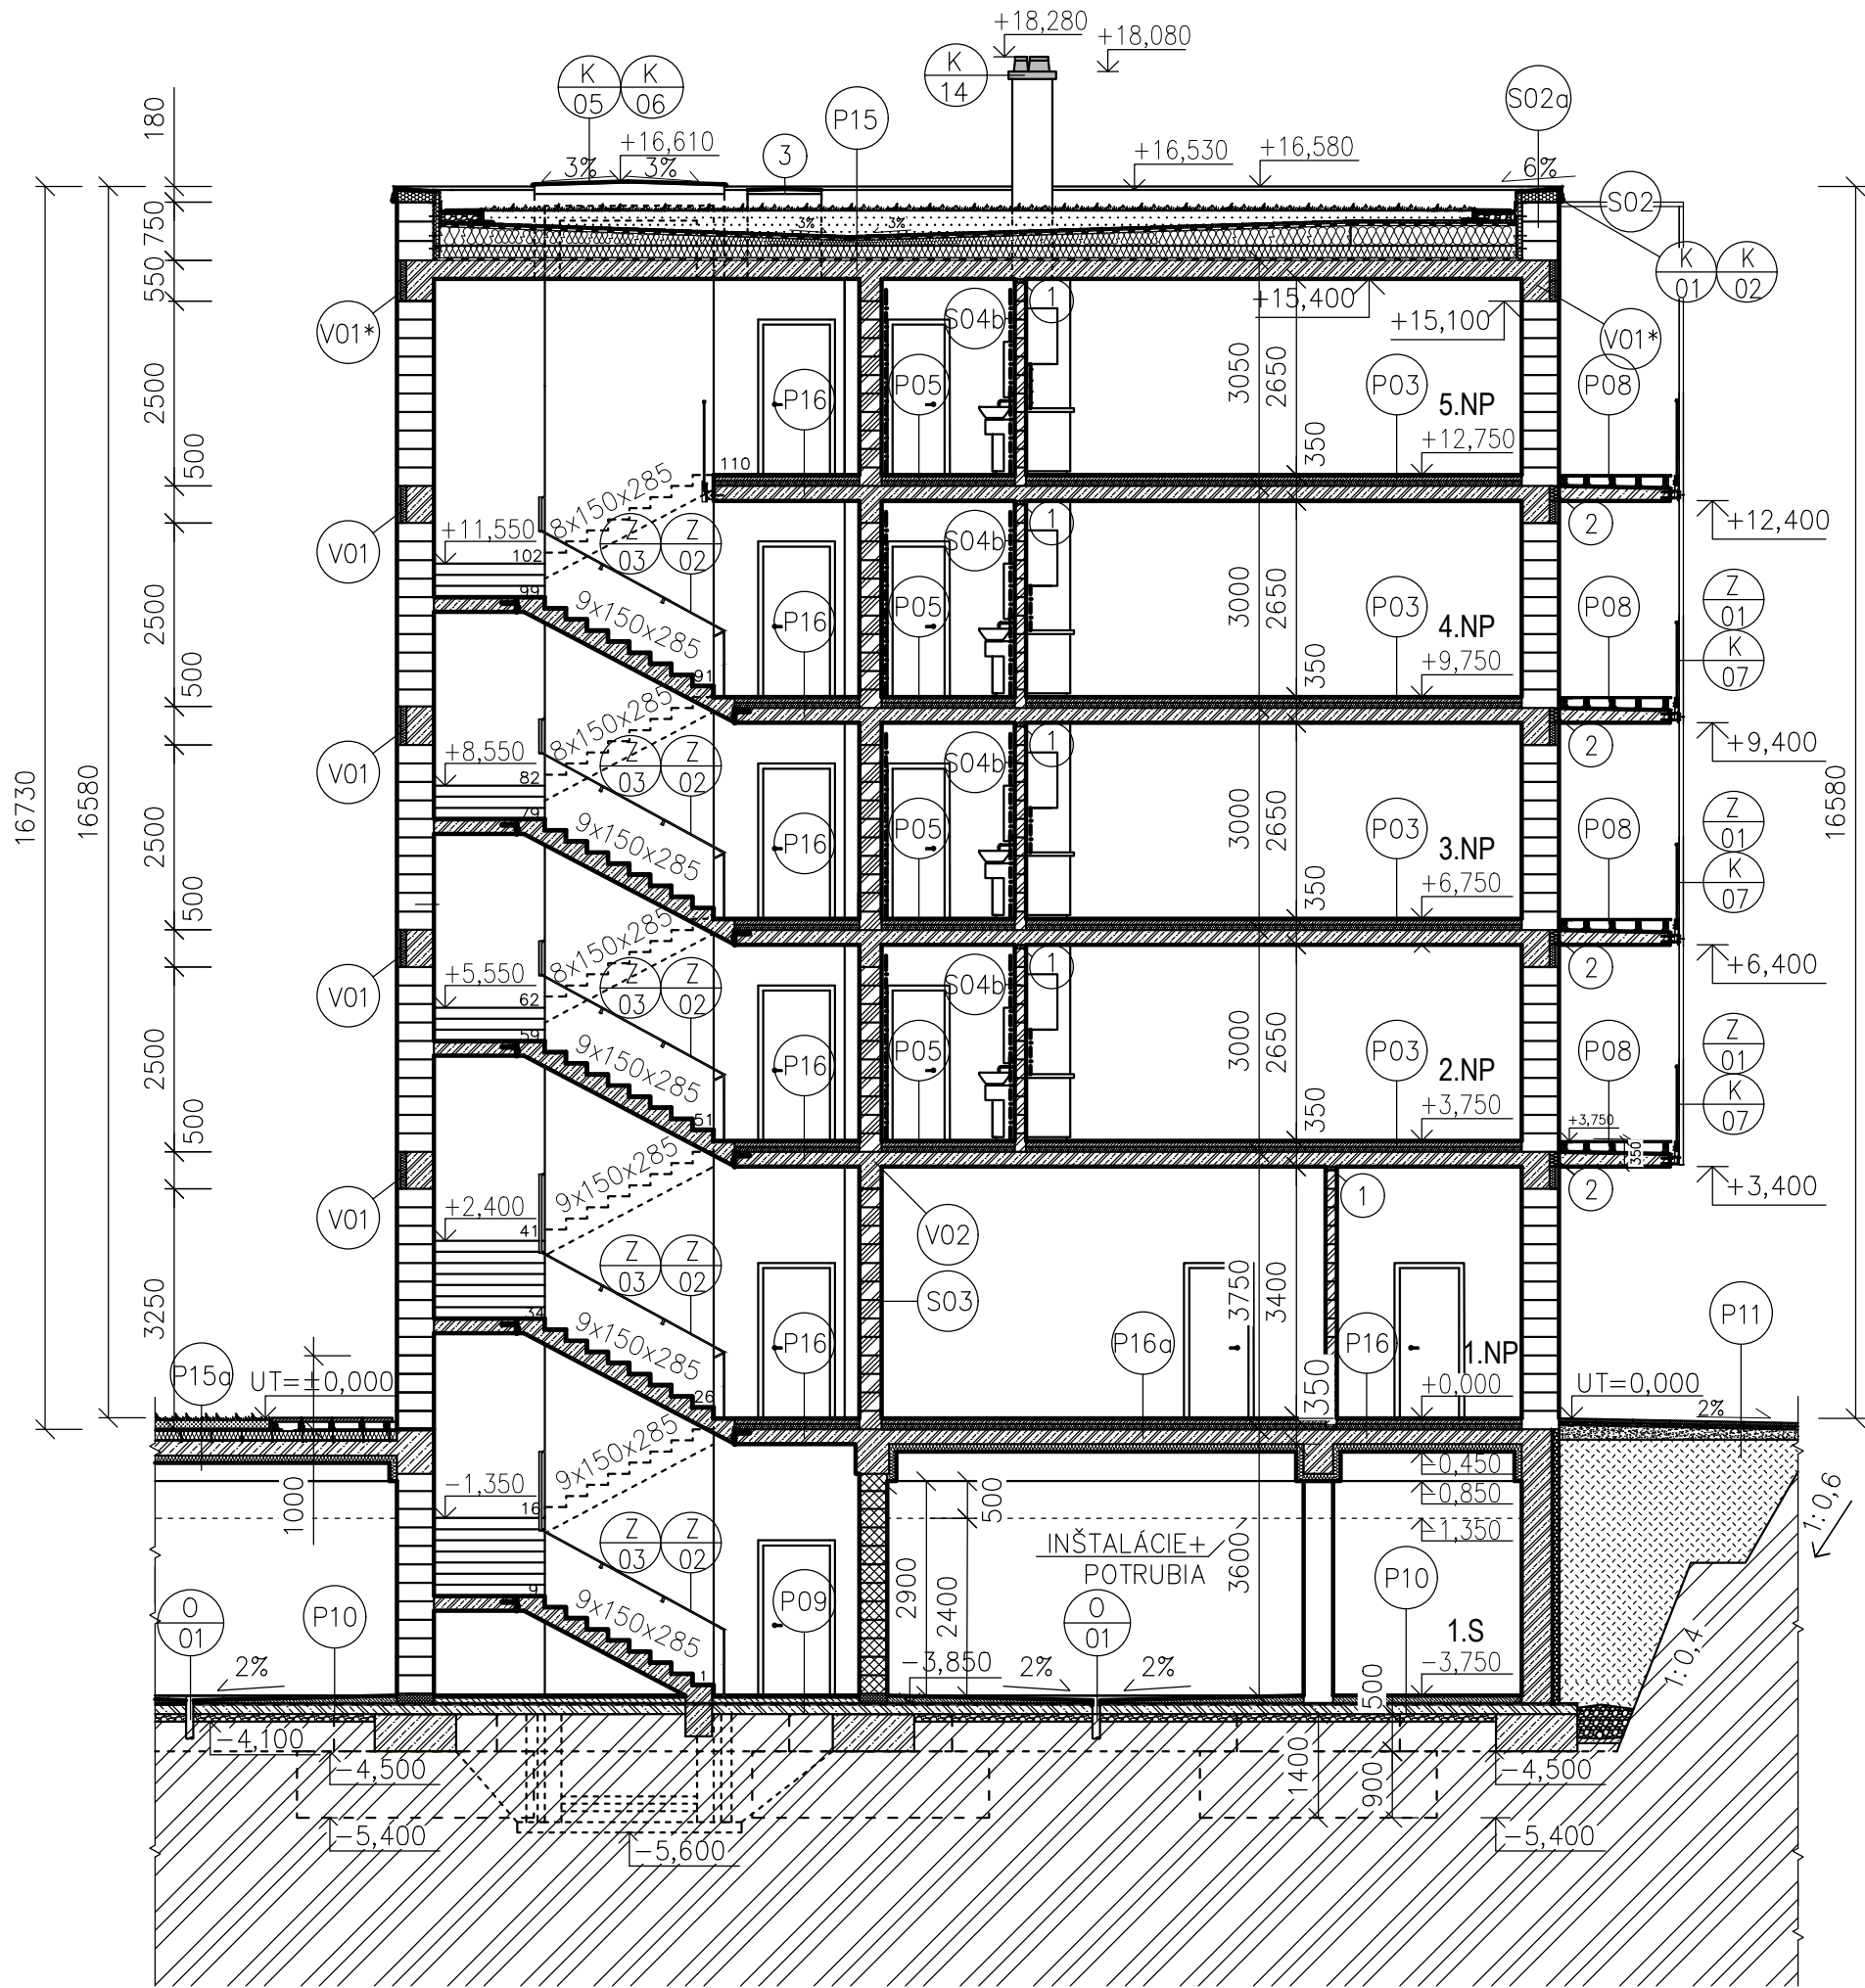 +18,280
+18,080
K
05
K
06
K
14
P15
S02a
180
+16,610
3%
3%
3
+16,530
+16,580
6%
S02
750
3%
3%
K
01
K
02
550
V01*
S04b
1
+15,400
+15,100
V01*
2500
P16
P05
3050
2650
P03
5.NP
P08
+12,750
500
110
350
8x150x285
+11,550
102
Z
03
Z
02
S04b
1
2
+12,400
V01
99
9x150x285
2500
P16
P05
3000
2650
P03
4.NP
P08
Z
01
K
07
+9,750
91
350
500
8x150x285
+8,550
82
Z
03
Z
02
S04b
1
2
+9,400
V01
79
9x150x285
16730
16580
16580
2500
P16
P05
3000
2650
P03
3.NP
P08
Z
01
K
07
+6,750
350
500
8x150x285
+5,550
62
Z
03
Z
02
S04b
1
2
+6,400
V01
59
9x150x285
2500
P16
P05
3000
2650
P03
2.NP
P08
Z
01
K
07
+3,750
51
350
+3,750
350
500
9x150x285
+2,400
41
Z
03
Z
02
V02
1
2
+3,400
V01
34
9x150x285
S03
3750
3400
3250
P16
P16a
P16
1.NP
P11
P15a
UT=±0,000
26
350
+0,000
UT=0,000
2%
9x150x285
-0,450
-1,350
16
1000
Z
03
Z
02
500
-0,850
-1,350
INŠTALÁCIE+
POTRUBIA
3600
1:0,6
2900
2400
P10
O
01
P10
9
9x150x285
P09
O
01
1.S
1:0,4
2%
1
-3,850
2%
2%
-3,750
500
-4,100
-4,500
1400
900
-4,500
-5,400
-5,600
-5,400